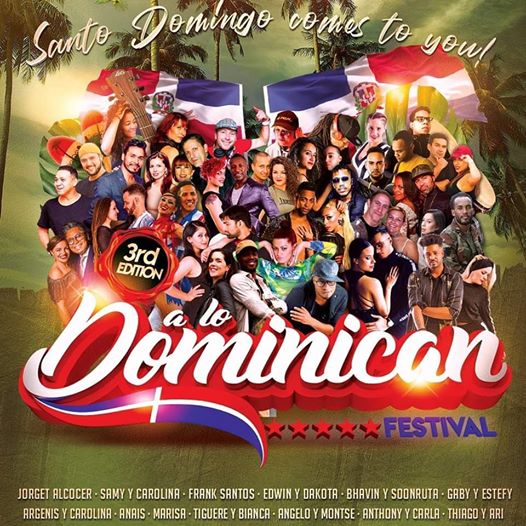 Santo Domingo comes to you!
3rd
EDITION
a lo
Dominican
FESTIVAL
JORGET ALCOCER · SAMY Y CAROLINA · FRANK SANTOS · EDWIN Y DAKOTA · BHAVIN Y SOONRUTA · GABY Y ESTEFY
ARGENIS Y CAROLINA · ANAIS · MARISA · TIGUERE Y BIANCA · ANGELO Y MONTSE · ANTHONY Y CARLA · THIAGO Y ARI